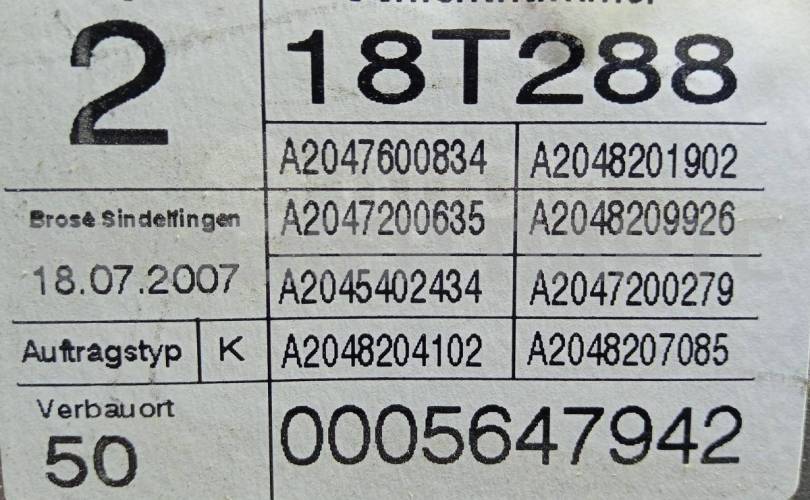 2
18T288
A2047600834 A2048201902
Brose Sindelfingen
A2047200635 A2048209926
18.07.2007
A2045402434 A2047200279
Auftragstyp K
A2048204102 A2048207085
Verbauort
50
0005647942